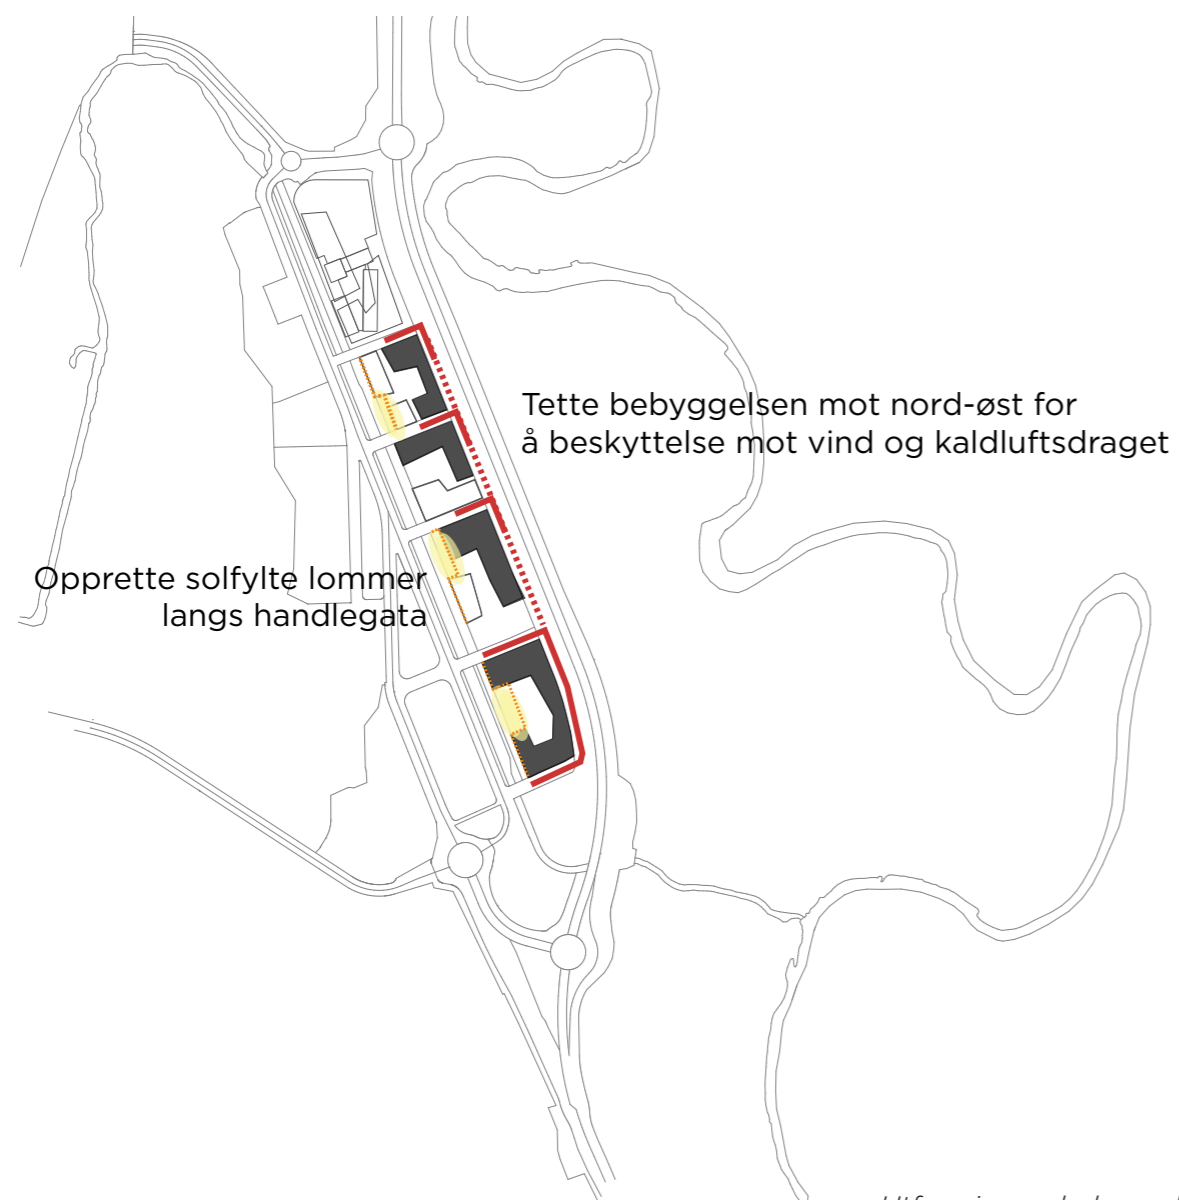 Tette bebyggelsen mot nord-øst for
å beskyttelse mot vind og kaldluftsdraget
Opprette solfylte lommer
langs handlegata